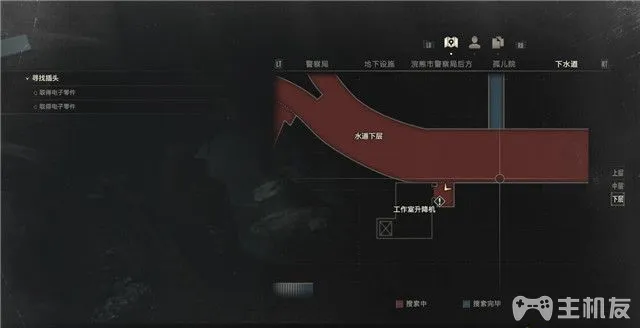 LT 警察局 地下设施 浣熊市警察局后方 孤儿院 下水道 RT
寻找插头
取得电子零件
取得电子零件
水道下层
上层
中层
下层
工作室升降机
搜索中 搜索完毕
主机友